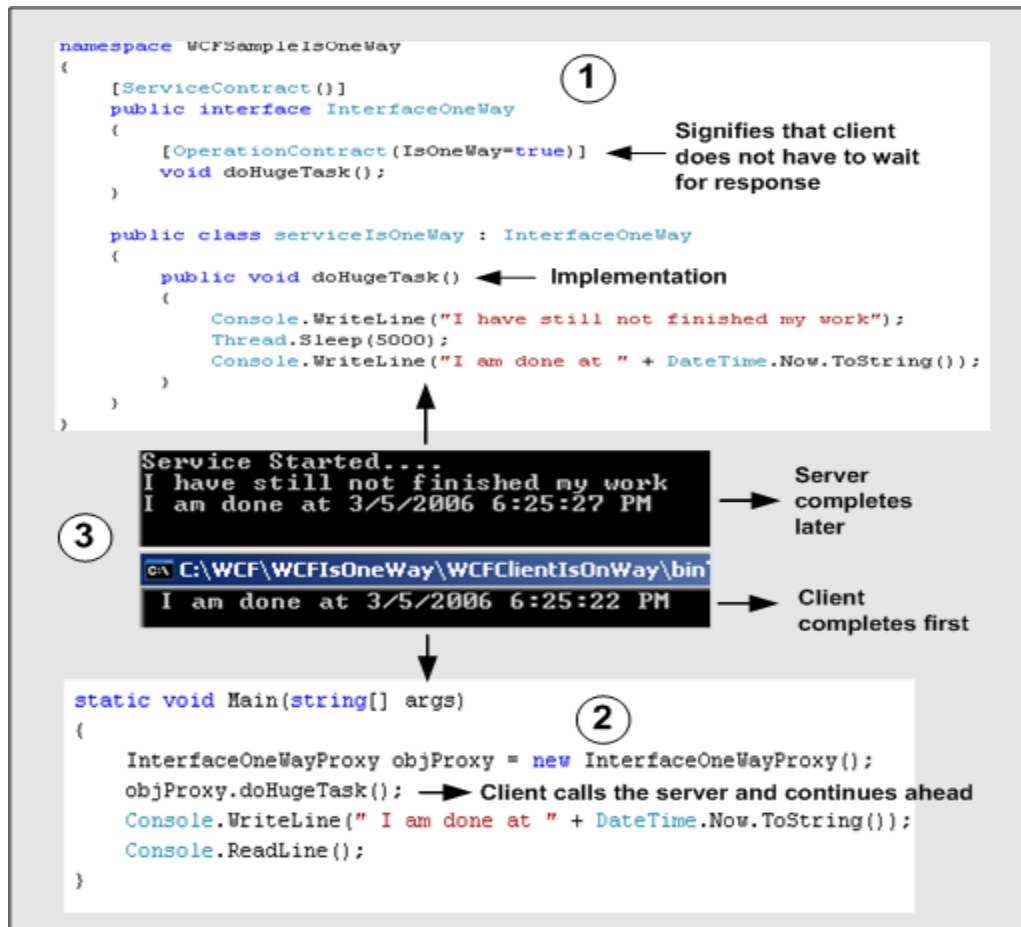 namespace WCFSampleIsOneWay
{
[ServiceContract()]
1
public interface InterfaceOneWay
{
[OperationContract(IsOneWay=true)]
Signifies that client
does not have to wait
for response
void doHugeTask();
}
public class serviceIsOneWay : InterfaceOneWay
{
public void doHugeTask()
Implementation
{
Console.WriteLine("I have still not finished my work");
Thread.Sleep(5000);
Console.WriteLine("I am done at " + DateTime.Now.ToString());
}
}
}
3
Service Started....
I have still not finished my work
I am done at 3/5/2006 6:25:27 PM
Server
completes
later
C:\WCF\WCFIsOneWay\WCFClientIsOnWay\bin
I am done at 3/5/2006 6:25:22 PM
Client
completes first
static void Main(string[] args)
2
{
InterfaceOneWayProxy objProxy = new InterfaceOneWayProxy();
objProxy.doHugeTask();
Client calls the server and continues ahead
Console.WriteLine(" I am done at " + DateTime.Now.ToString());
Console.ReadLine();
}